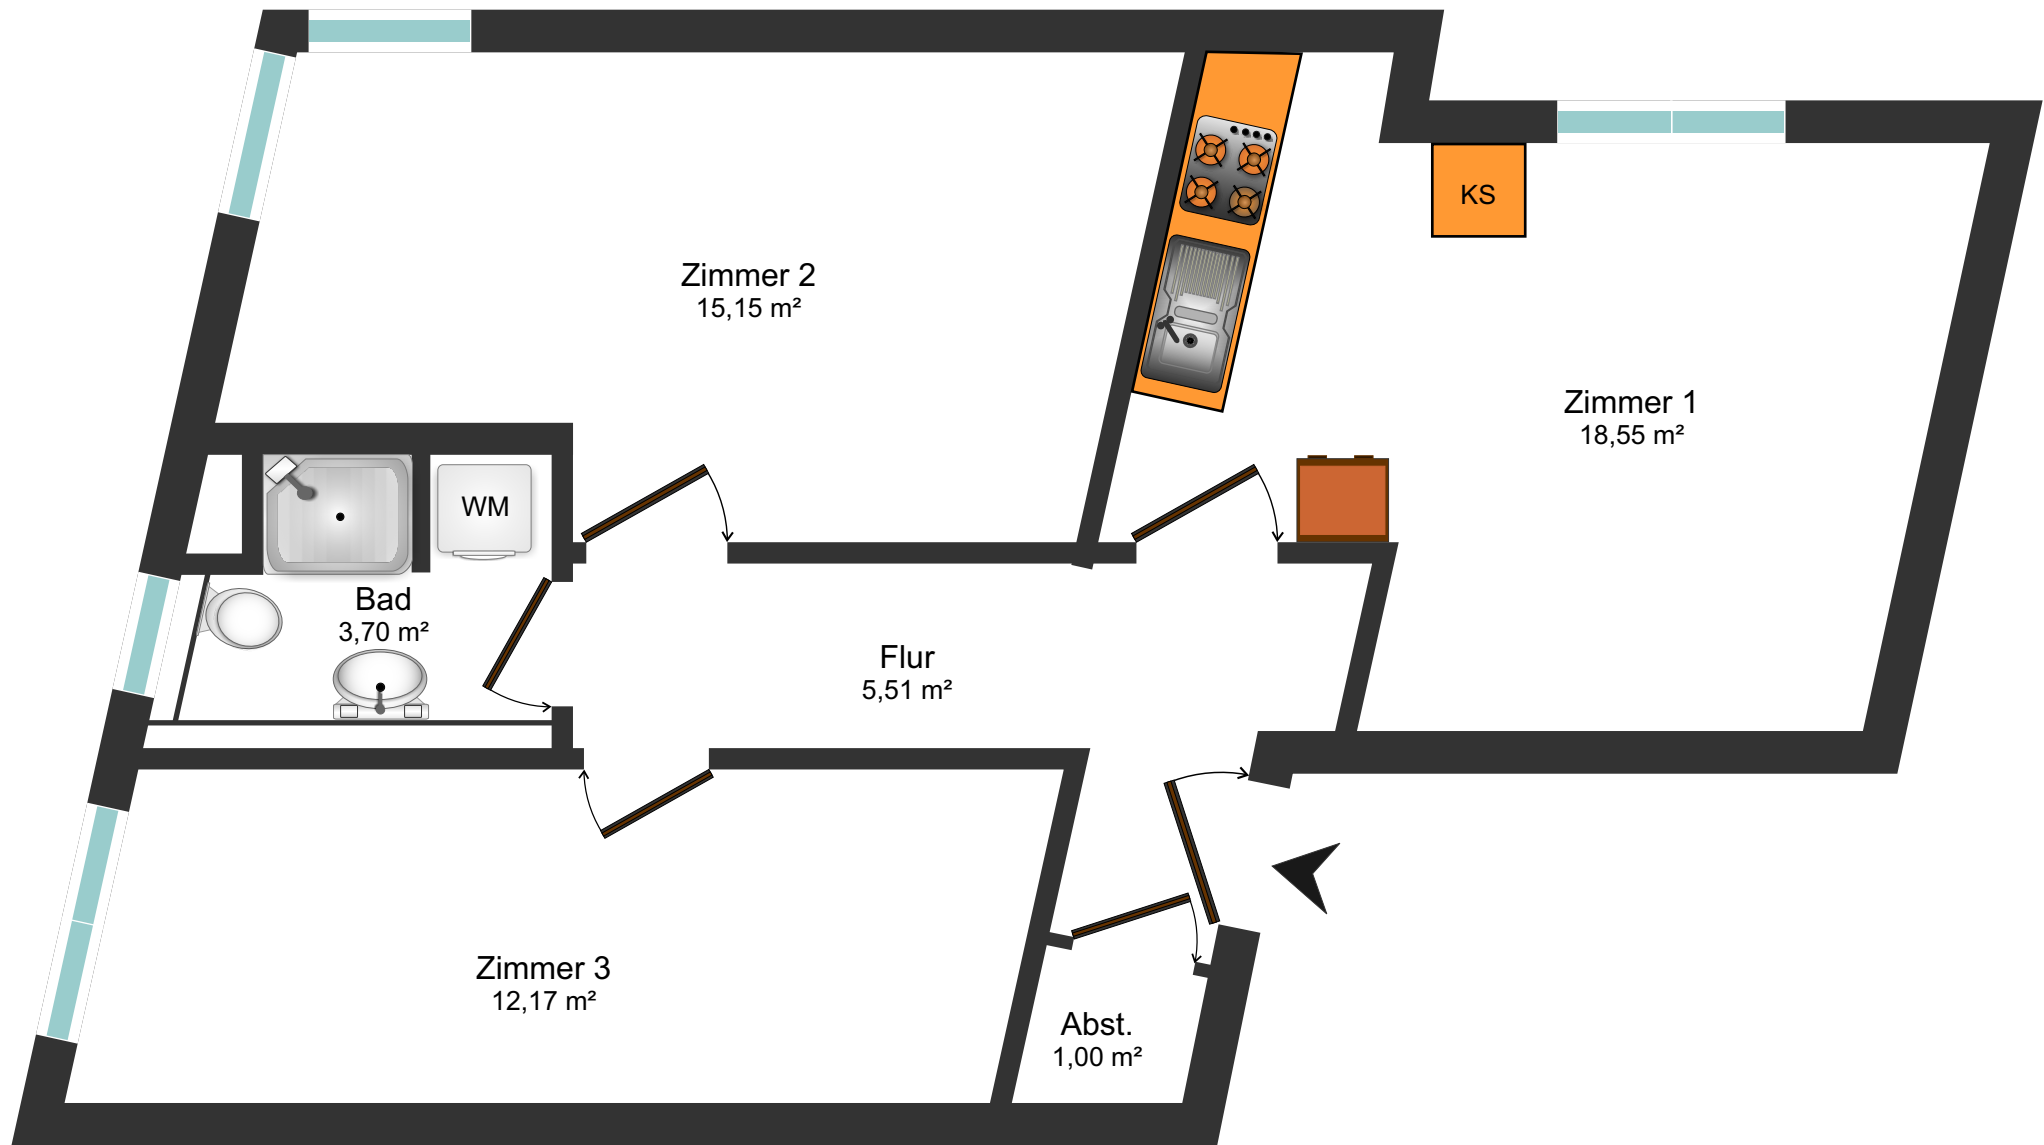 KS
Zimmer 2
15,15 m²
Zimmer 1
18,55 m²
WM
Bad
3,70 m²
Flur
5,51 m²
Zimmer 3
12,17 m²
Abst.
1,00 m²